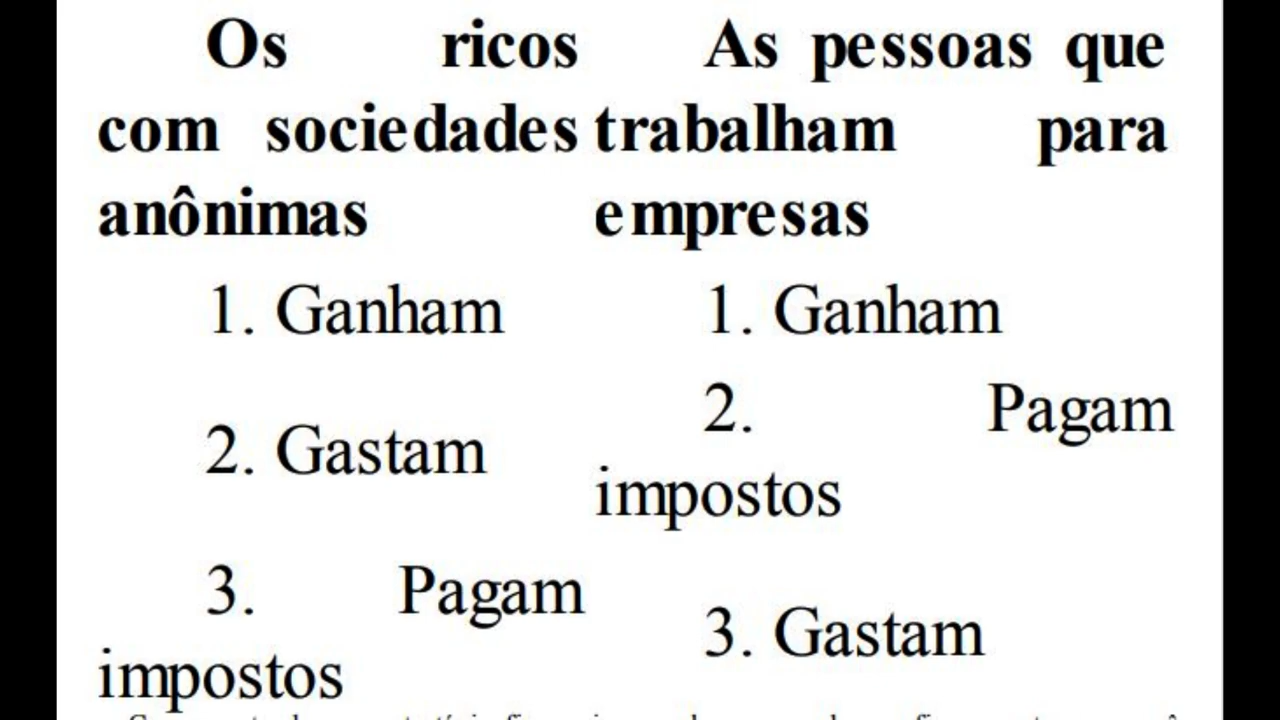 Os ricos
com sociedades
anônimas
1. Ganham
2. Gastam
3. Pagam
impostos
As pessoas que
trabalham para
empresas
1. Ganham
2. Pagam
impostos
3. Gastam